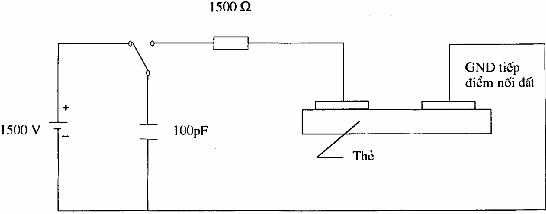 1500 Ω
GND tiếp
điểm nối đất
+
1500 V
−
100pF
Thẻ